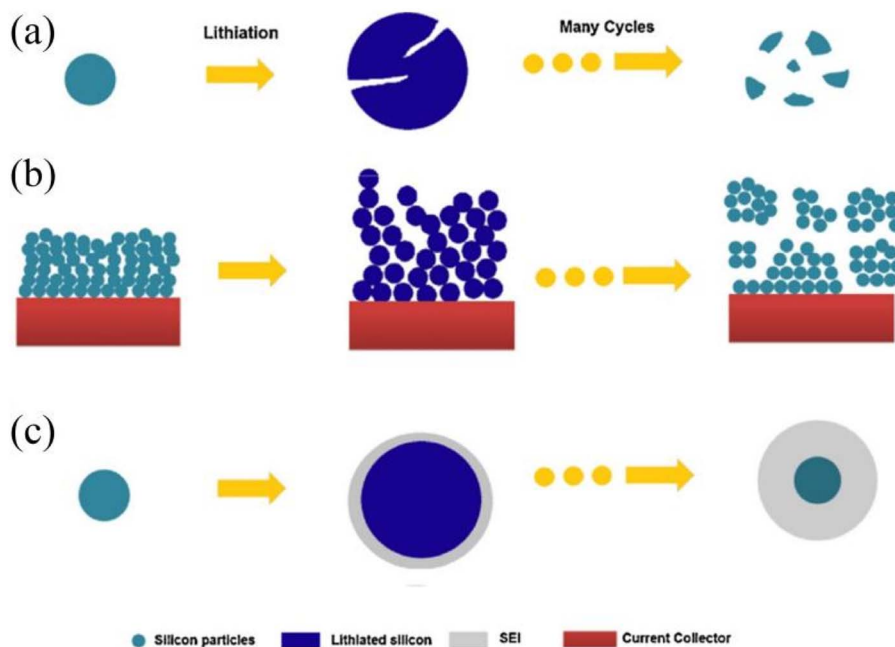 (a)
Lithiation
Many Cycles
(b)
(c)
Silicon particles
Lithiated silicon
SEI
Current Collector